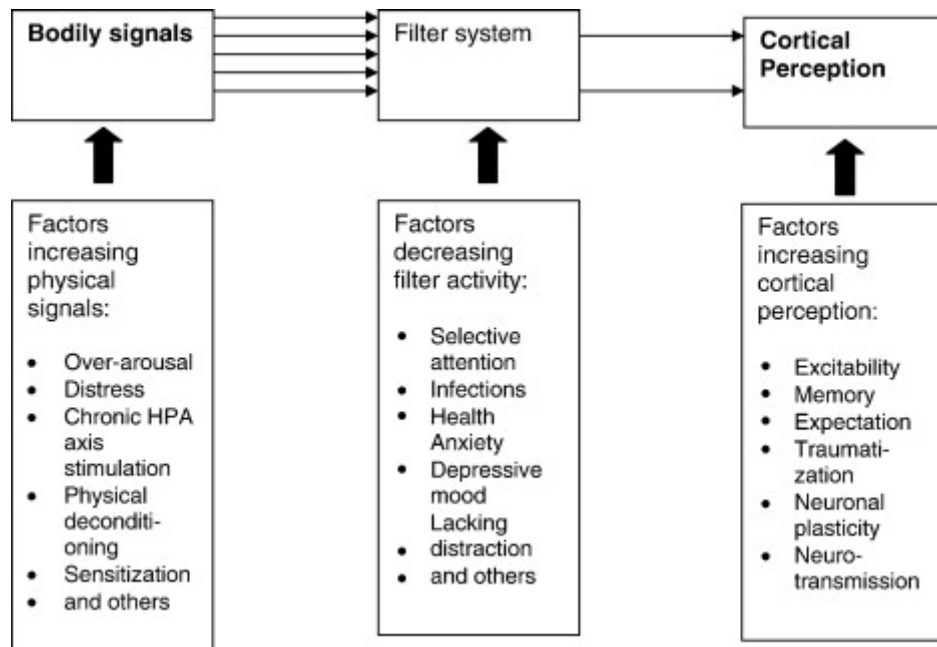 Bodily signals
Filter system
Cortical
Perception
Factors
increasing
physical
signals:
• Over-arousal
• Distress
• Chronic HPA
axis
stimulation
• Physical
deconditi-
oning
• Sensitization
• and others
Factors
decreasing
filter activity:
• Selective
attention
• Infections
• Health
Anxiety
• Depressive
mood
Lacking
• distraction
• and others
Factors
increasing
cortical
perception:
• Excitability
• Memory
• Expectation
• Traumati-
zation
• Neuronal
plasticity
• Neuro-
transmission